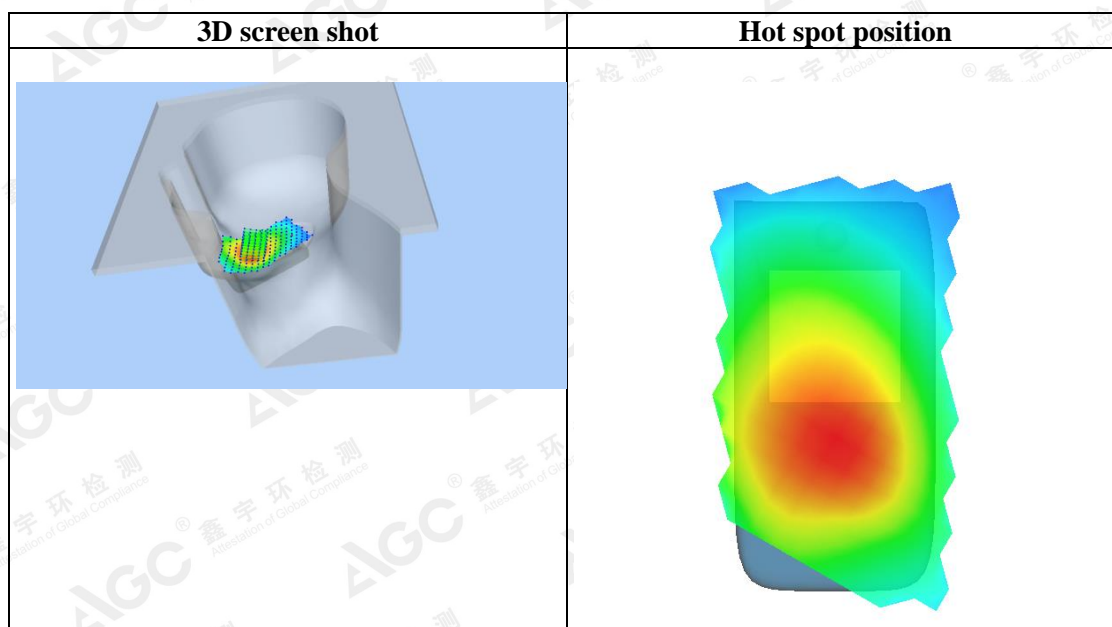 3D screen shot
Hot spot position
AGC ® 鑫宇环检测
Attestation of Global Compliance